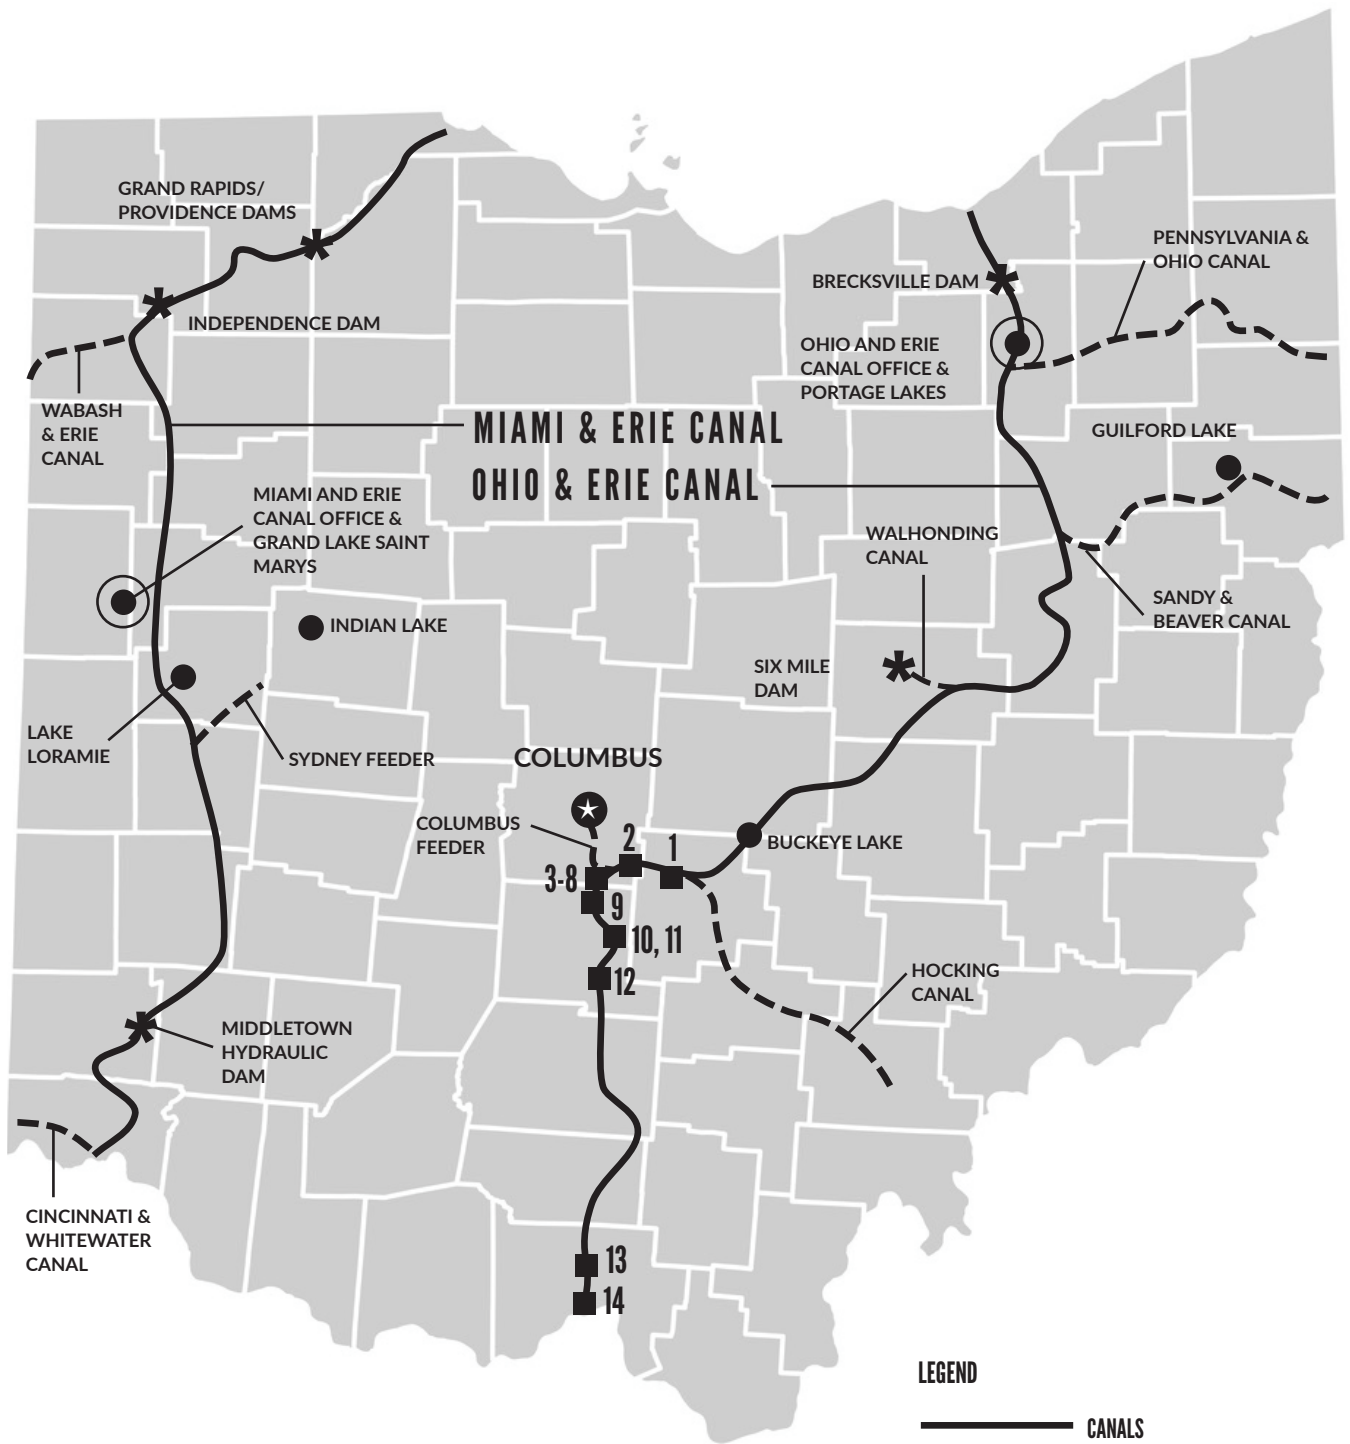 GRAND RAPIDS/
PROVIDENCE DAMS
PENNSYLVANIA &
OHIO CANAL
BRECKSVILLE DAM
INDEPENDENCE DAM
OHIO AND ERIE
CANAL OFFICE &
PORTAGE LAKES
WABASH
& ERIE
CANAL
MIAMI & ERIE CANAL
GUILFORD LAKE
OHIO & ERIE CANAL
MIAMI AND ERIE
CANAL OFFICE &
GRAND LAKE SAINT
MARYS
WALHONDING
CANAL
SANDY &
BEAVER CANAL
INDIAN LAKE
SIX MILE
DAM
LAKE
LORAMIE
SYDNEY FEEDER
COLUMBUS
COLUMBUS
FEEDER
2
1
BUCKEYE LAKE
3-8
9
10, 11
12
HOCKING
CANAL
MIDDLETOWN
HYDRAULIC
DAM
CINCINNATI &
WHITEWATER
CANAL
13
14
LEGEND
CANALS